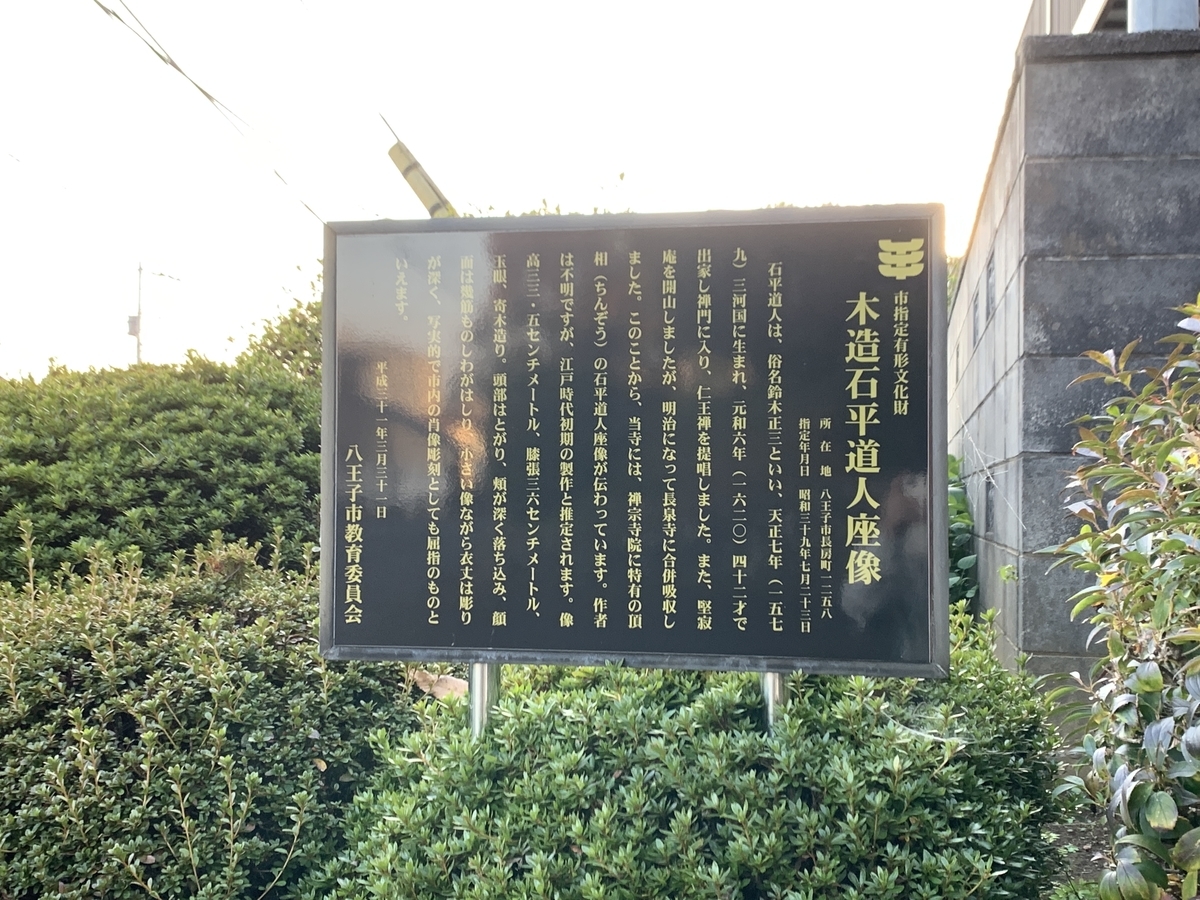 市指定有形文化財
木造石平道人座像
所在地 八王子市長房町一二五八
指定年月日 昭和三十九年七月二十三日
石平道人は、俗名鈴木正三といい、天正七年（一五七
九）三河国に生まれ、元和六年（一六二〇）四十二才で
出家し禅門に入り、仁王禅を提唱しました。また、堅寂
庵を開山しましたが、明治になって長泉寺に合併吸収し
ました。このことから、当寺には、禅宗寺院に特有の頂
相（ちんぞう）の石平道人座像が伝わっています。作者
は不明ですが、江戸時代初期の製作と推定されます。像
高三三・五センチメートル、膝張三六センチメートル、
玉眼、寄木造り。頭部はとがり、頬が深く落ち込み、顔
面は幾筋ものしわがはしり、小さい像ながら衣丈は彫り
が深く、写実的で市内の肖像彫刻としても屈指のものと
いえます。
平成三十一年三月三十一日
八王子市教育委員会